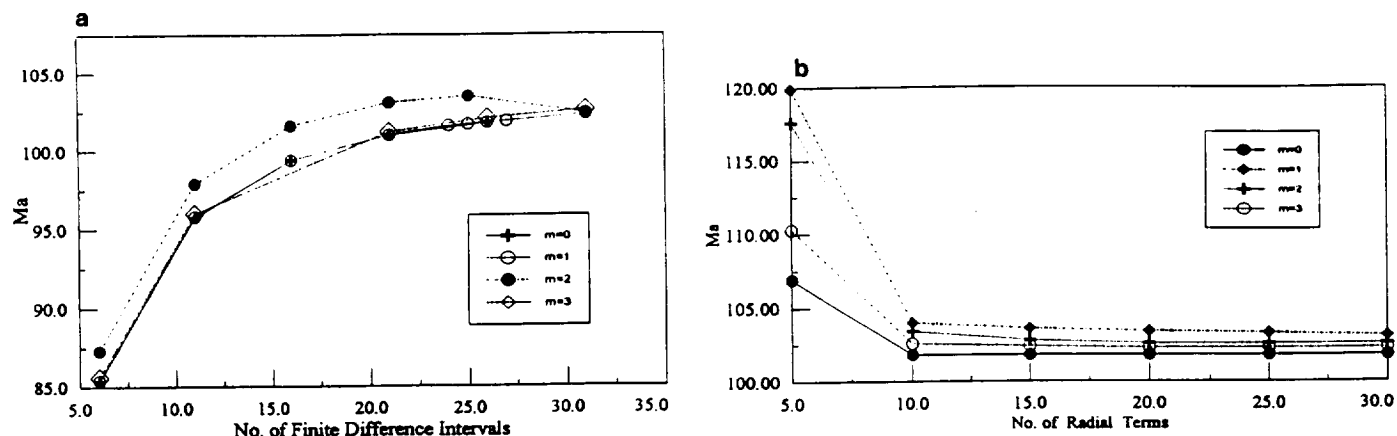 a
105.0
100.0
95.0
90.0
85.0
Ma
m=0
m=1
m=2
m=3
5.0 10.0 15.0 20.0 25.0 30.0 35.0
No. of Finite Difference Intervals
b
120.00
115.00
110.00
105.00
100.00
Ma
m=0
m=1
m=2
m=3
5.0 10.0 15.0 20.0 25.0 30.0
No. of Radial Terms